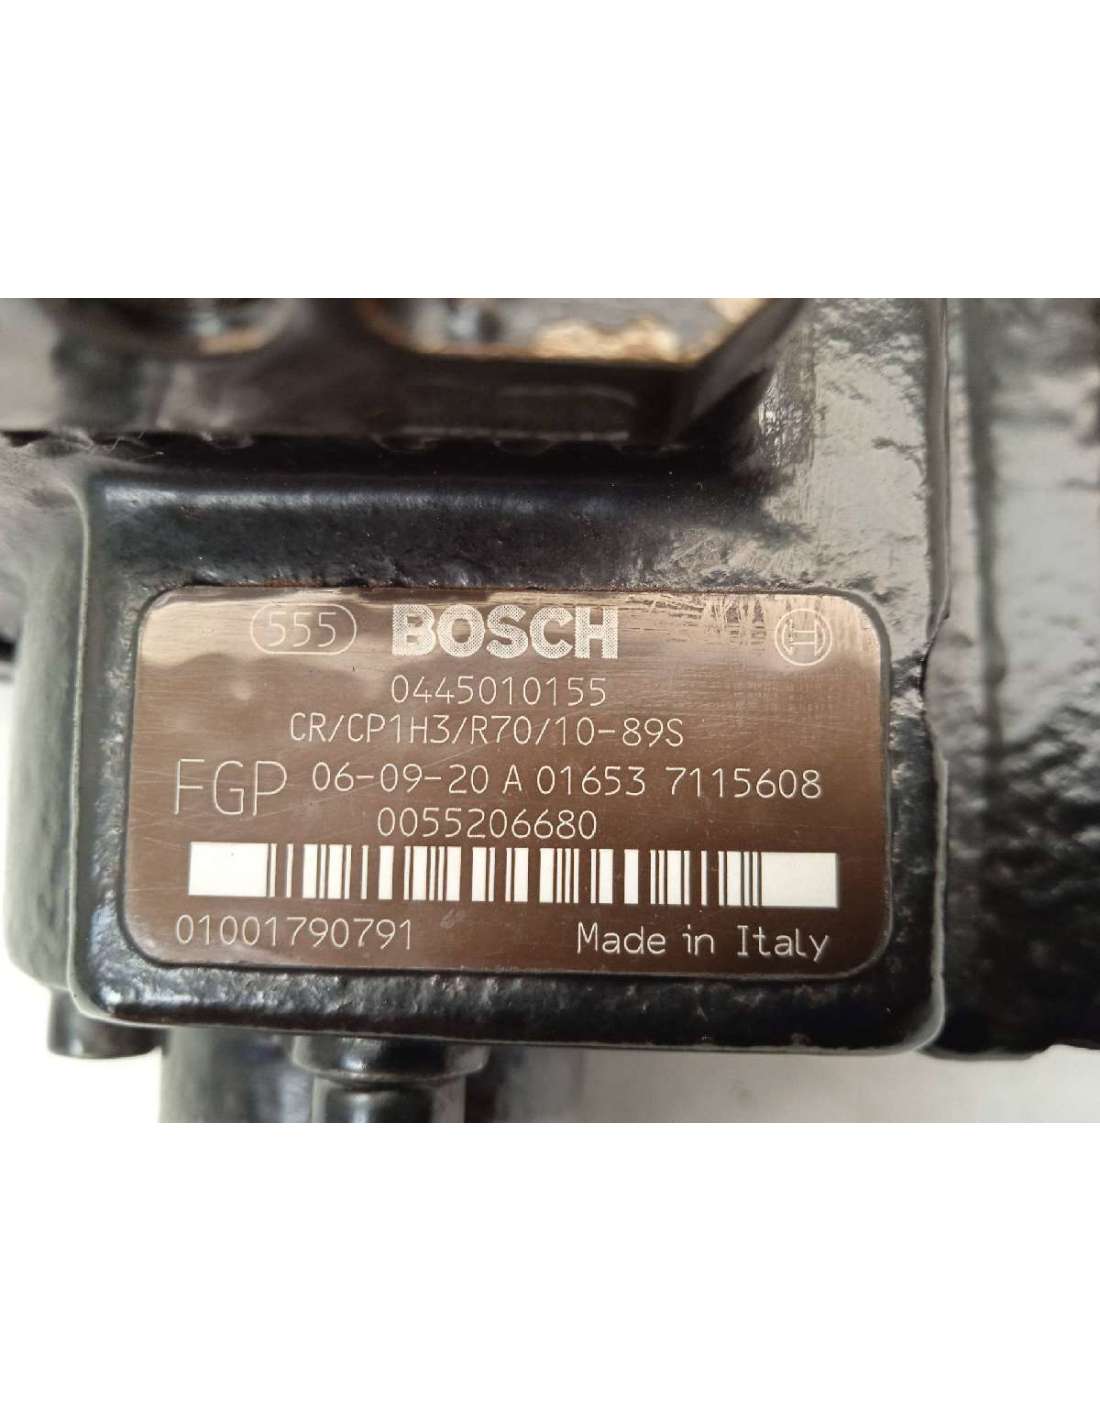 555 BOSCH
0445010155
CR/CP1H3/R70/10-89S
FGP 06-09-20 A 01653 7115608
0055206680
01001790791 Made in Italy